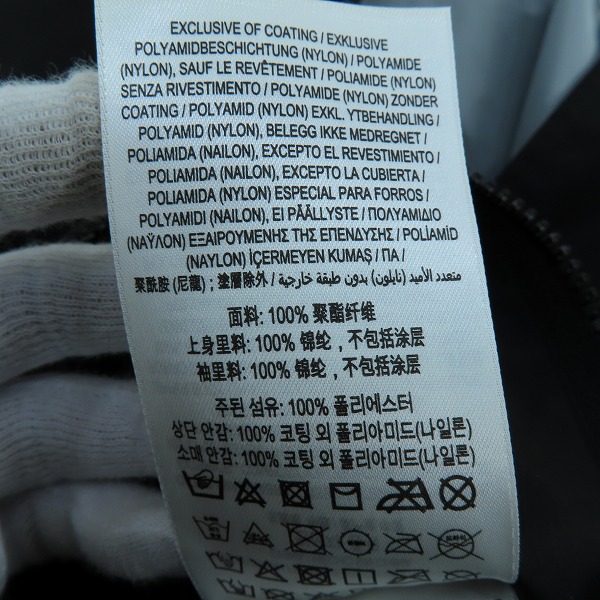 EXCLUSIVE OF COATING / EXKLUSIVE
POLYAMIDBESCHICHTUNG (NYLON) / POLYAMIDE
(NYLON), SAUF LE REVÊTEMENT / POLIAMIDE (NYLON)
SENZA RIVESTIMENTO / POLYAMIDE (NYLON) ZONDER
COATING / POLYAMID (NYLON) EXKL. YTBEHANDLING /
POLYAMID (NYLON), BELEGG IKKE MEDREGNET /
POLIAMIDA (NAILON), EXCEPTO EL REVESTIMIENTO /
POLIAMIDA (NAILON), EXCEPTO LA CUBIERTA /
POLIAMIDA (NYLON) ESPECIAL PARA FORROS /
POLYAMIDI (NAILON), EI PÄÄLLYSTE / ΠΟΛΥΑΜΙΔΙΟ
(ΝΑΫΛΟΝ) ΕΞΑΙΡΟΥΜΕΝΗΣ ΤΗΣ ΕΠΕΝΔΥΣΗΣ / POLİAMİD
(NAYLON) İÇERMEYEN KUMAŞ / ПА /
聚酰胺 (尼龍) ; 塗層除外 / متعدد الأميد (نايلون) بدون طبقة خارجية /
面料: 100% 聚酯纤维
上身里料: 100% 锦纶 , 不包括涂层
袖里料: 100% 锦纶 , 不包括涂层
주된 섬유: 100% 폴리에스터
상단 안감: 100% 코팅 외 폴리아미드(나일론)
소매 안감: 100% 코팅 외 폴리아미드(나일론)